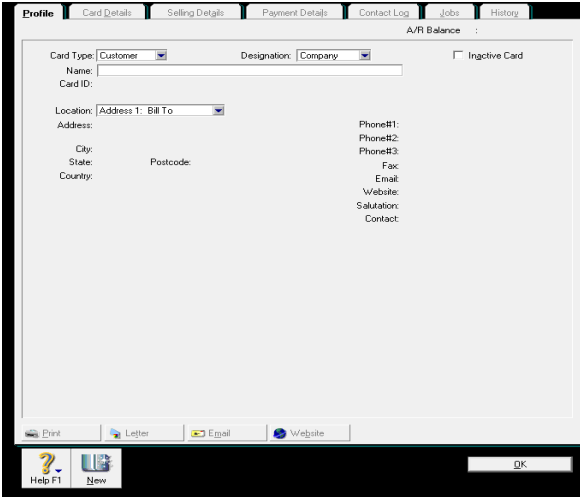 Profile Card Details Selling Details Payment Details Contact Log Jobs History
A/R Balance :
Card Type: Customer Designation: Company Inactive Card
Name:
Card ID:
Location: Address 1: Bill To
Address: Phone#1:
Phone#2:
City: Phone#3:
State: Postcode: Fax:
Country: Email:
Website:
Salutation:
Contact:
Print Letter Email Website
Help F1 New OK